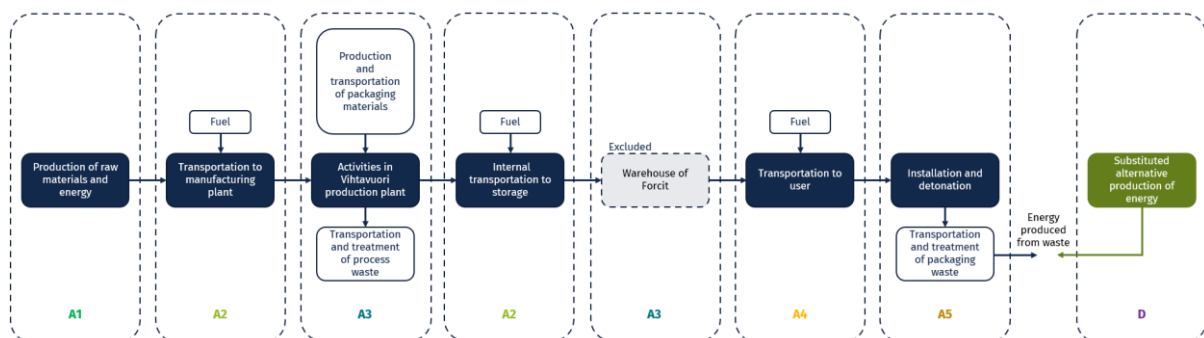 Production of raw
materials and
energy
A1
Fuel
Transportation to
manufacturing
plant
A2
Production
and
transportation
of packaging
materials
Activities in
Vihtavuori
production plant
Transportation
and treatment
of process
waste
A3
Fuel
Internal
transportation to
storage
A2
Excluded
Warehouse of
Forcit
A3
Fuel
Transportation to
user
A4
Installation and
detonation
Transportation
and treatment
of packaging
waste
A5
Energy
produced
from waste
Substituted
alternative
production of
energy
D